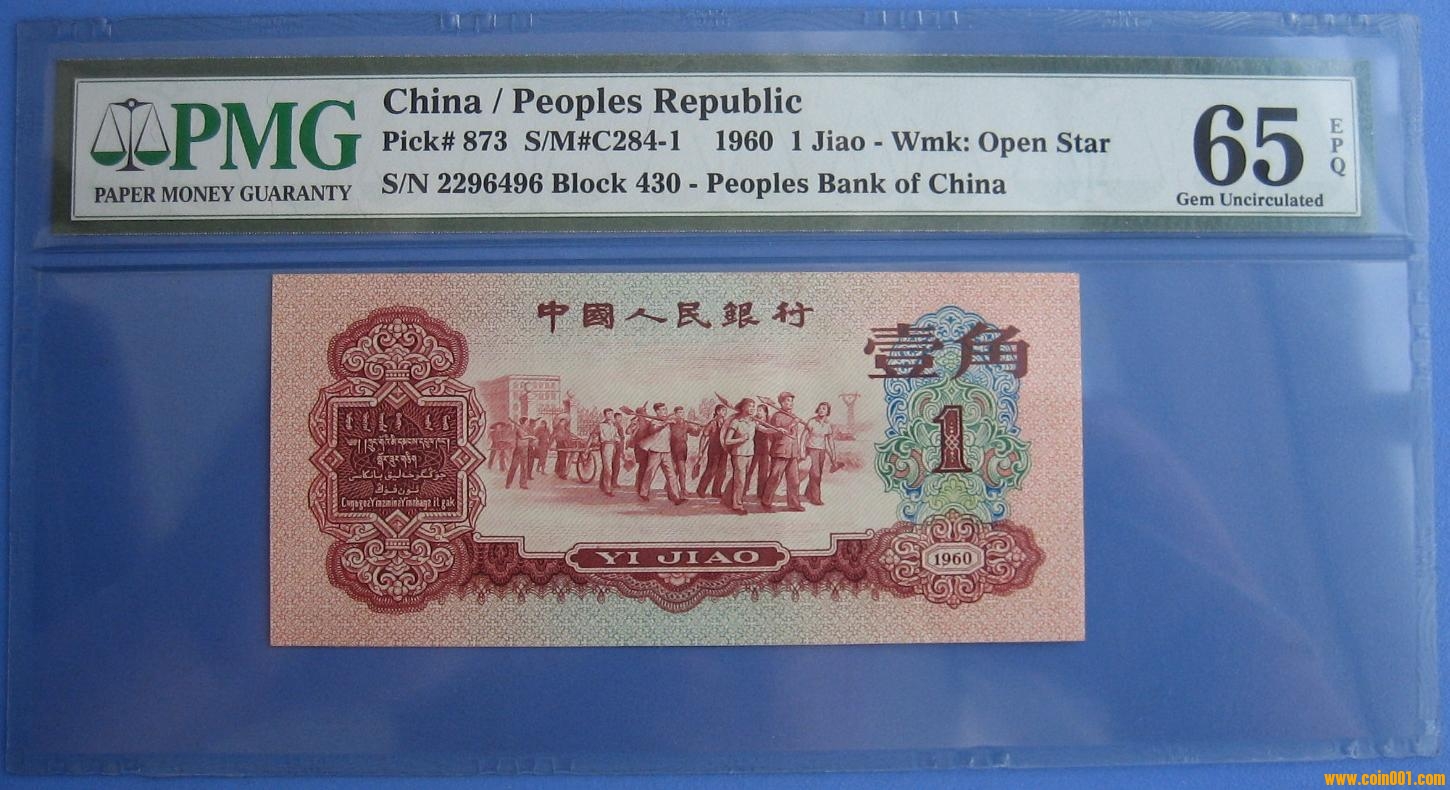 PMG
PAPER MONEY GUARANTY
China / Peoples Republic
Pick# 873 S/M#C284-1 1960 1 Jiao - Wmk: Open Star
S/N 2296496 Block 430 - Peoples Bank of China
65
EPQ
Gem Uncirculated
中國人民銀行
壹角
1
YI JIAO
1960
www.coin001.com